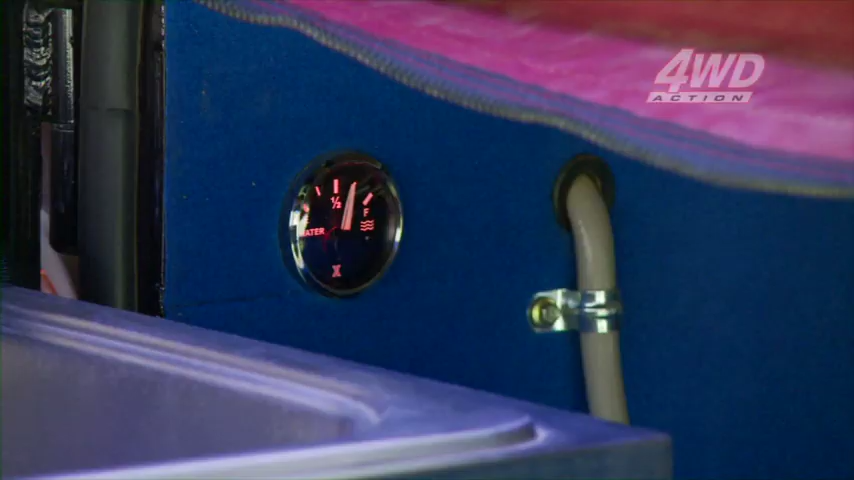 4WD
ACTION
½
F
ATER